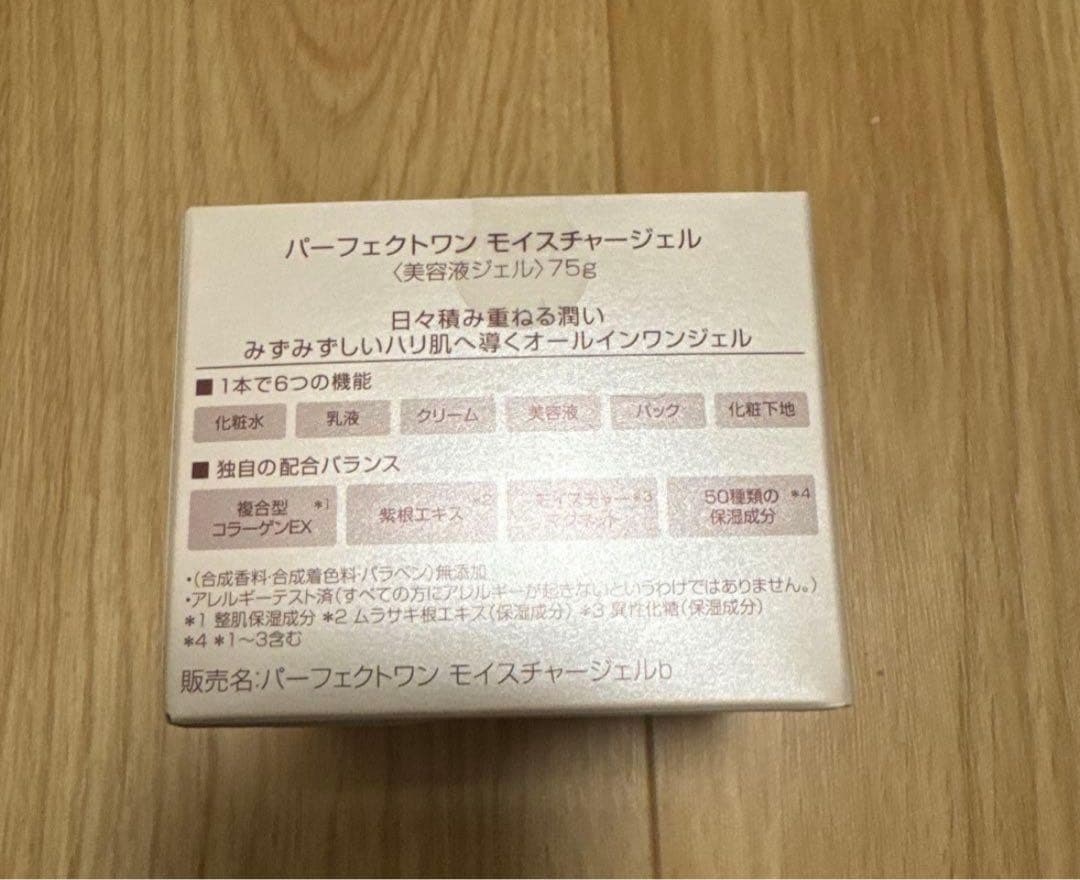 パーフェクトワン モイスチャージェル
〈美容液ジェル〉75g
日々積み重ねる潤い
みずみずしいハリ肌へ導くオールインワンジェル
■ 1本で6つの機能
化粧水 乳液 クリーム 美容液 パック 化粧下地
■ 独自の配合バランス
複合型 *1 紫根エキス *2 モイスチャー *3 50種類の *4
コラーゲンEX マグネット 保湿成分
・(合成香料・合成着色料・パラベン)無添加
・アレルギーテスト済(すべての方にアレルギーが起きないというわけではありません。)
*1 整肌保湿成分 *2 ムラサキ根エキス(保湿成分) *3 異性化糖(保湿成分)
*4 *1〜3含む
販売名:パーフェクトワン モイスチャージェルb